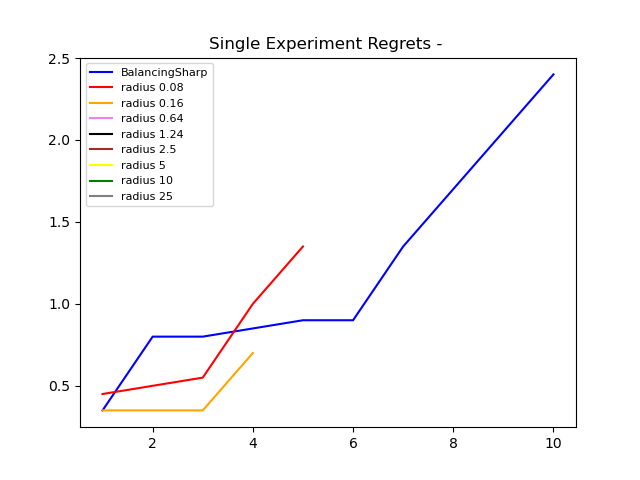 Single Experiment Regrets -
2.5
2.0
1.5
1.0
0.5
BalancingSharp
radius 0.08
radius 0.16
radius 0.64
radius 1.24
radius 2.5
radius 5
radius 10
radius 25
2 4 6 8 10